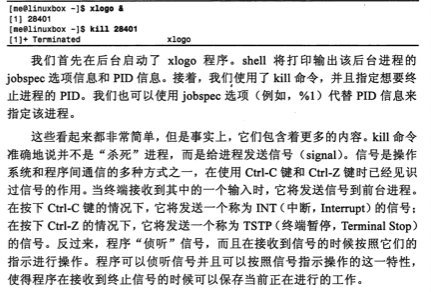 [me@linuxbox ~]$ xlogo &
[1] 28401
[me@linuxbox ~]$ kill 28401
[1]+ Terminated xlogo
我们首先在后台启动了 xlogo 程序。shell 将打印输出该后台进程的
jobspec 选项信息和 PID 信息。接着，我们使用了 kill 命令，并且指定想要终
止进程的 PID。我们也可以使用 jobspec 选项（例如，%1）代替 PID 信息来
指定该进程。
这些看起来都非常简单，但是事实上，它们包含着更多的内容。kill 命令
准确地说并不是“杀死”进程，而是给进程发送信号（signal）。信号是操作
系统和程序间通信的多种方式之一，在使用 Ctrl-C 键和 Ctrl-Z 键时已经见识
过信号的作用。当终端接收到其中的一个输入时，它将发送信号到前台进程。
在按下 Ctrl-C 键的情况下，它将发送一个称为 INT（中断，Interrupt）的信号；
在按下 Ctrl-Z 的情况下，它将发送一个称为 TSTP（终端暂停，Terminal Stop）
的信号。反过来，程序“侦听”信号，而且在接收到信号的时候按照它们的
指示进行操作。程序可以侦听信号并且可以按照信号指示操作的这一特性，
使得程序在接收到终止信号的时候可以保存当前正在进行的工作。